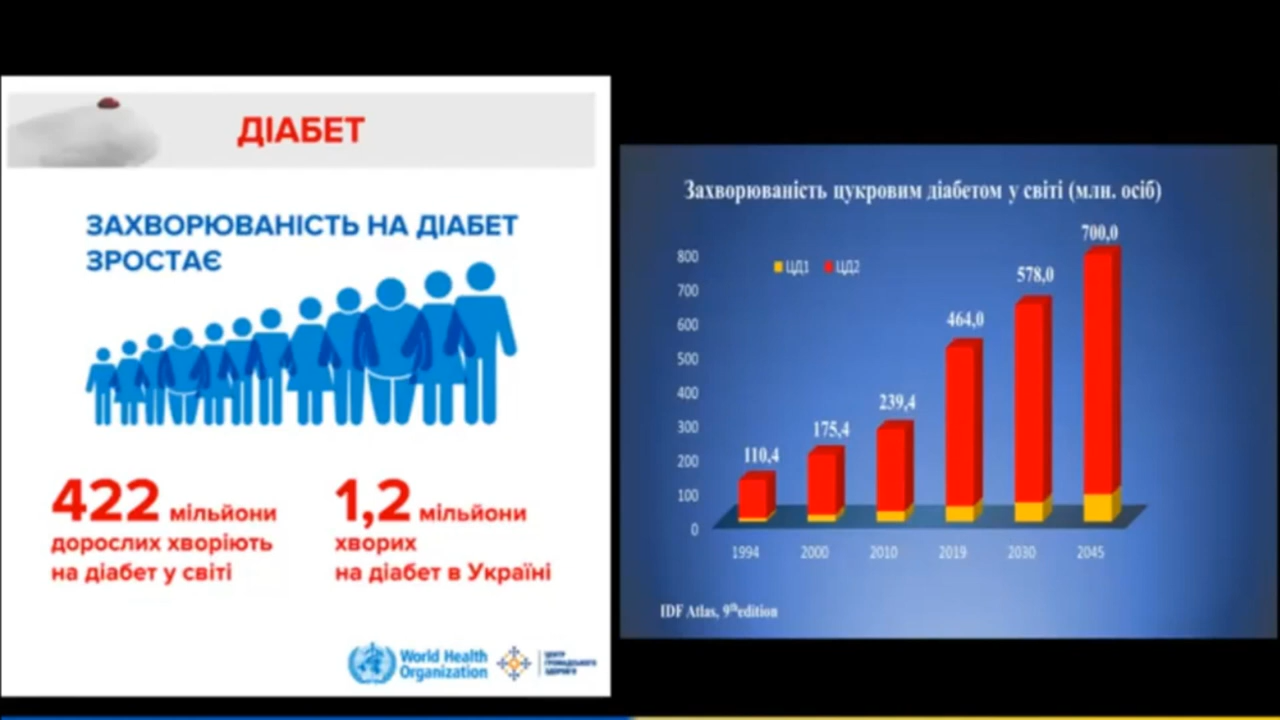 ДІАБЕТ
ЗАХВОРЮВАНІСТЬ НА ДІАБЕТ
ЗРОСТАЄ
422 мільйони
дорослих хворіють
на діабет у світі
1,2 мільйони
хворих
на діабет в Україні
World Health
Organization
ЦЕНТР
ГРОМАДСЬКОГО
ЗДОРОВ'Я
Захворюваність цукровим діабетом у світі (млн. осіб)
ЦД1 ЦД2
800
700
600
500
400
300
200
100
0
110,4
175,4
239,4
464,0
578,0
700,0
1994 2000 2010 2019 2030 2045
IDF Atlas, 9th edition